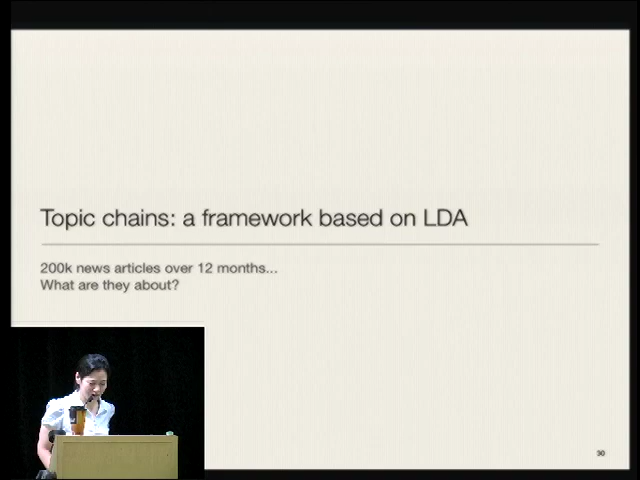 Topic chains: a framework based on LDA
200k news articles over 12 months...
What are they about?
30